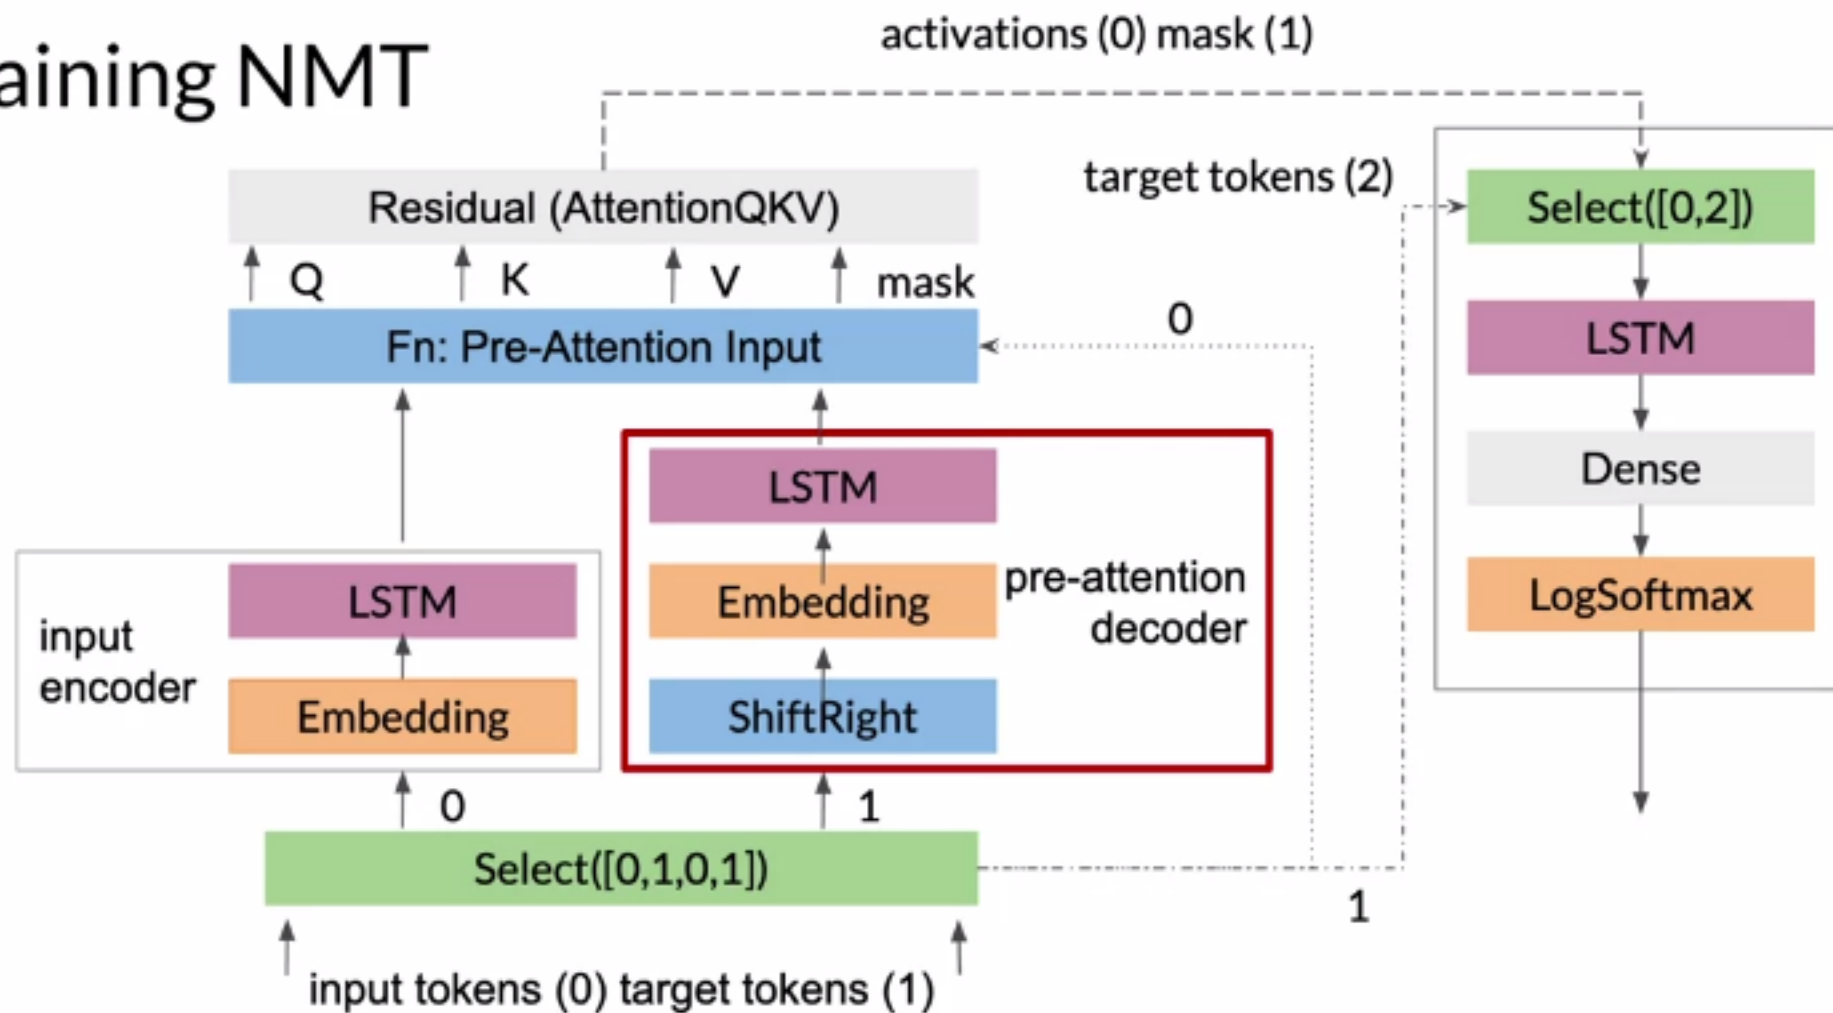 aining NMT
activations (0) mask (1)
Residual (AttentionQKV)
Q
K
V
mask
Fn: Pre-Attention Input
0
target tokens (2)
LSTM
Embedding
ShiftRight
pre-attention
decoder
LSTM
Embedding
input
encoder
0
1
Select([0,1,0,1])
1
input tokens (0) target tokens (1)
Select([0,2])
LSTM
Dense
LogSoftmax